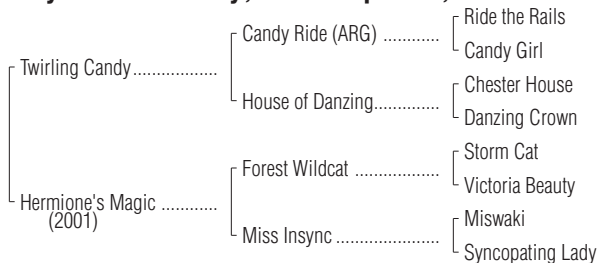 Ride the Rails
Candy Ride (ARG) ............
Candy Girl
Twirling Candy..................
Chester House
House of Danzing..............
Danzing Crown
Storm Cat
Forest Wildcat ..................
Victoria Beauty
Hermione's Magic ............
(2001)
Miswaki
Miss Insync ......................
Syncopating Lady